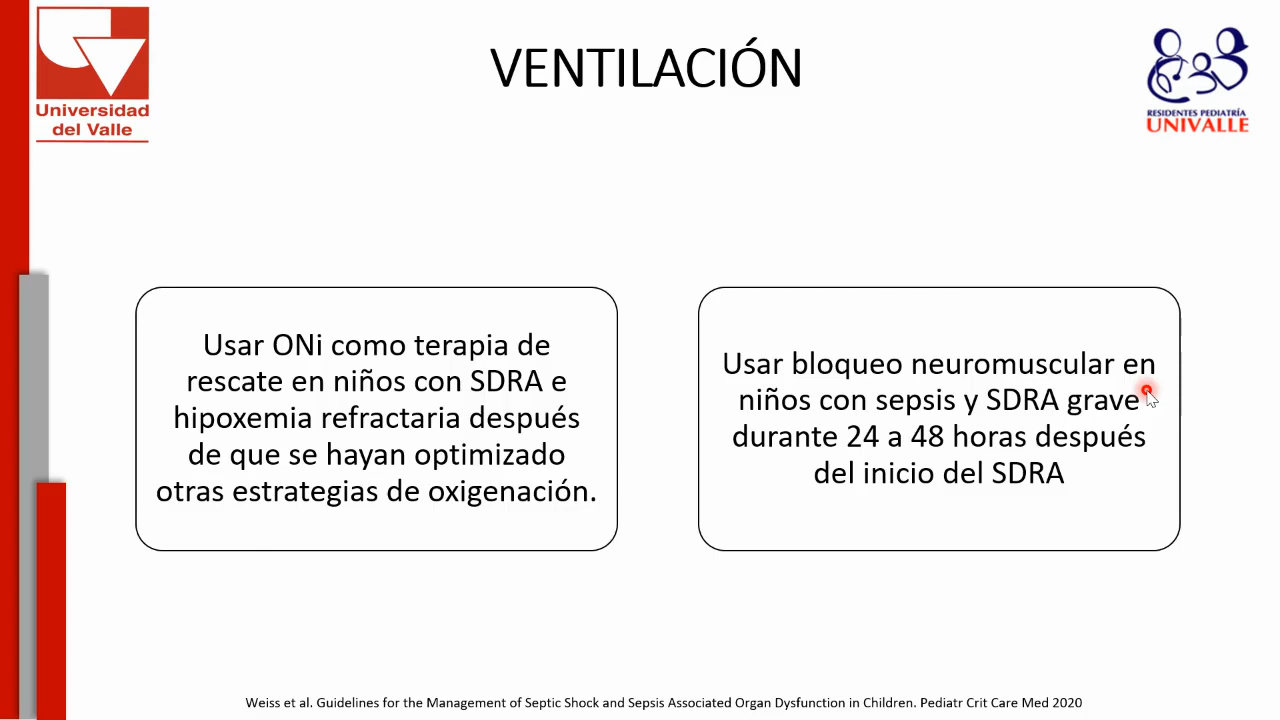 Universidad
del Valle
VENTILACIÓN
RESIDENTES PEDIATRÍA
UNIVALLE
Usar ONi como terapia de
rescate en niños con SDRA e
hipoxemia refractaria después
de que se hayan optimizado
otras estrategias de oxigenación.
Usar bloqueo neuromuscular en
niños con sepsis y SDRA grave
durante 24 a 48 horas después
del inicio del SDRA
Weiss et al. Guidelines for the Management of Septic Shock and Sepsis Associated Organ Dysfunction in Children. Pediatr Crit Care Med 2020